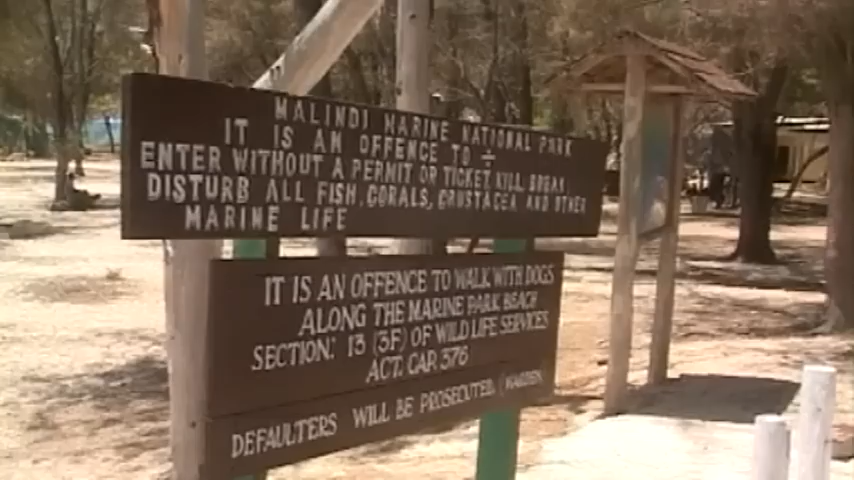 MALINDI MARINE NATIONAL PARK
IT IS AN OFFENCE TO ÷
ENTER WITHOUT A PERMIT OR TICKET, KILL, BREAK,
DISTURB ALL FISH, CORALS, CRUSTACEA AND OTHER
MARINE LIFE
IT IS AN OFFENCE TO WALK WITH DOGS
ALONG THE MARINE PARK BEACH
SECTION: 13 (3F) OF WILD LIFE SERVICES
ACT. CAP. 376
DEFAULTERS WILL BE PROSECUTED. (WARDEN